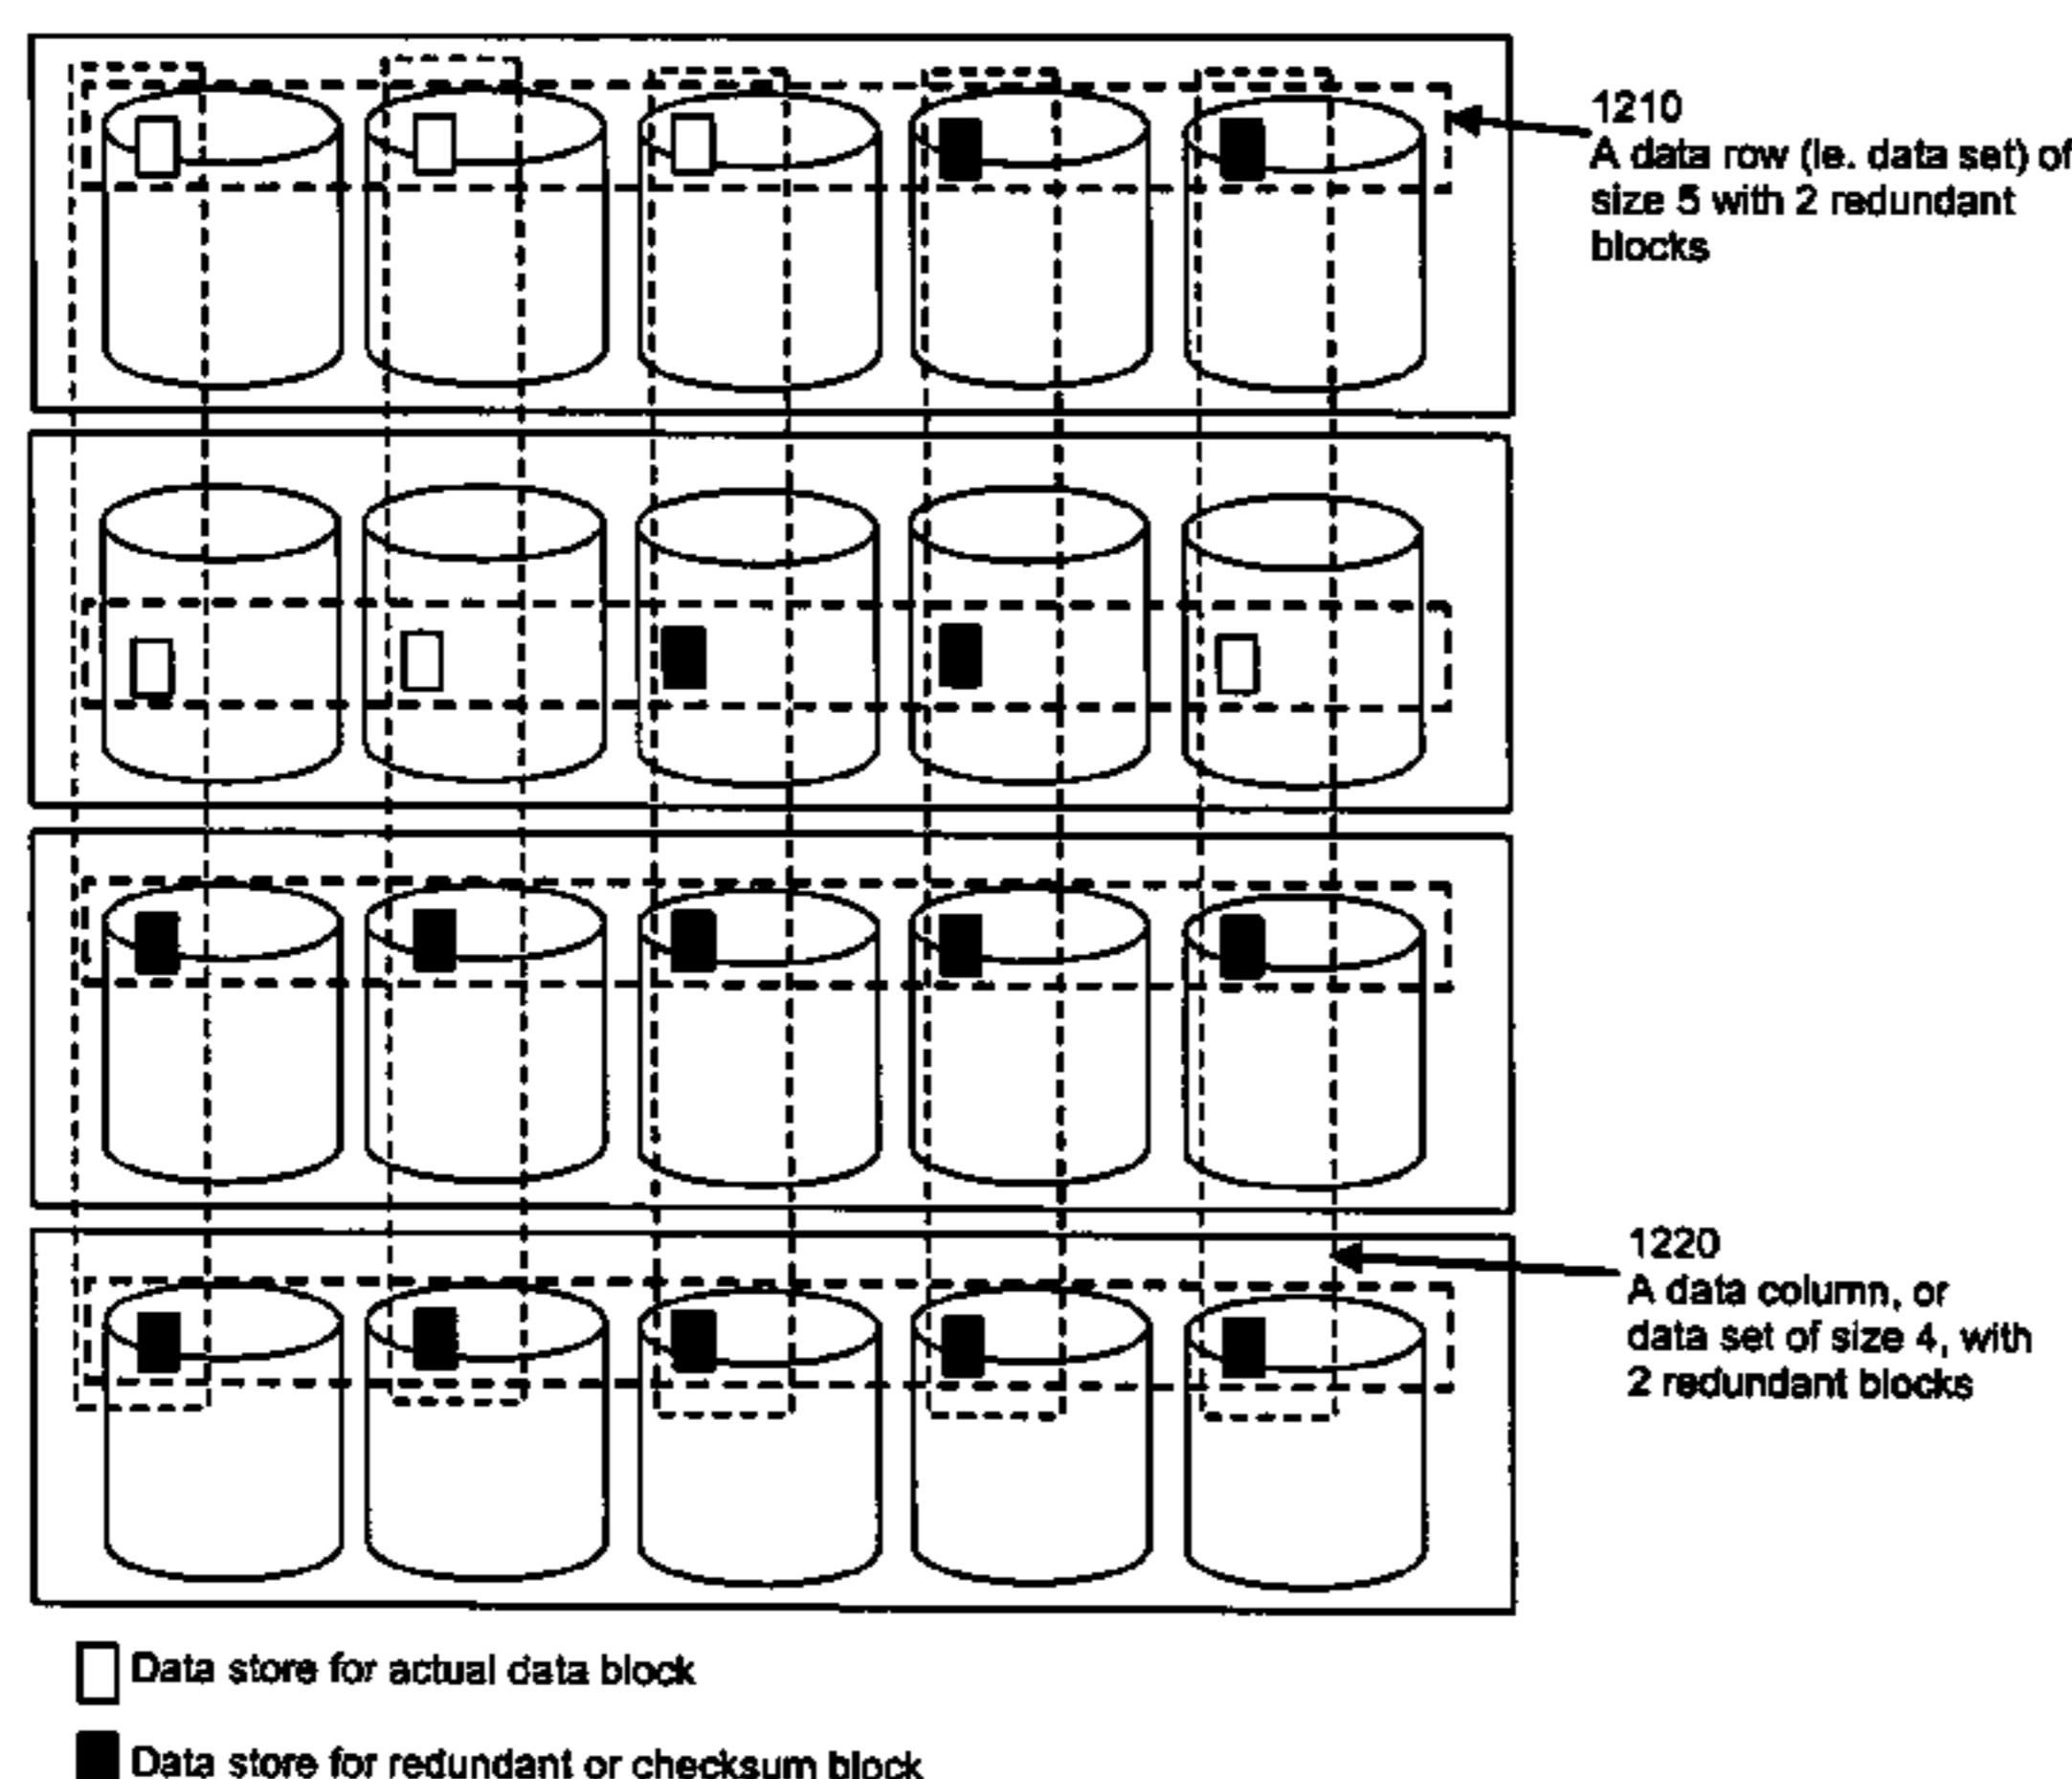 1210
A data row (ie. data set) of
size 5 with 2 redundant
blocks
1220
A data column, or
data set of size 4, with
2 redundant blocks
Data store for actual data block
Data store for redundant or checksum block